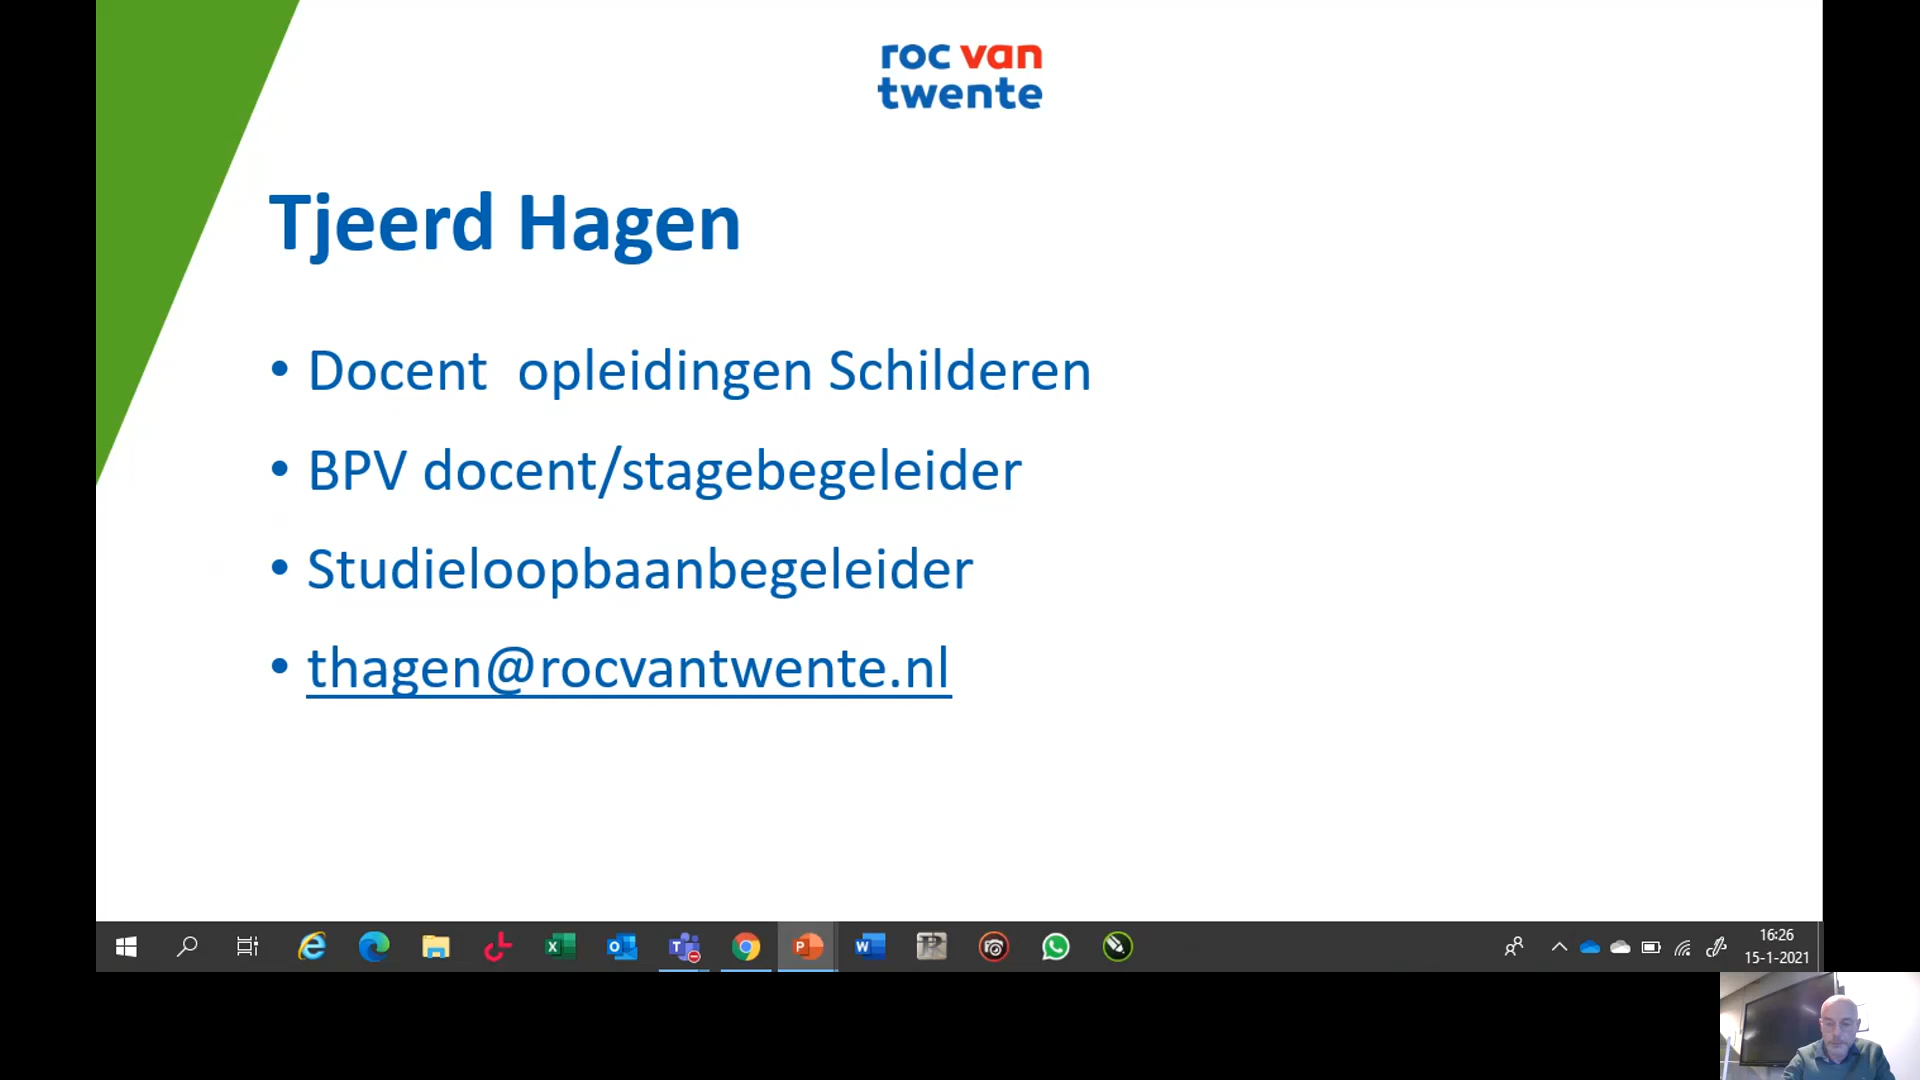 roc van
twente
Tjeerd Hagen
• Docent  opleidingen Schilderen
• BPV docent/stagebegeleider
• Studieloopbaanbegeleider
• thagen@rocvantwente.nl
16:26
15-1-2021